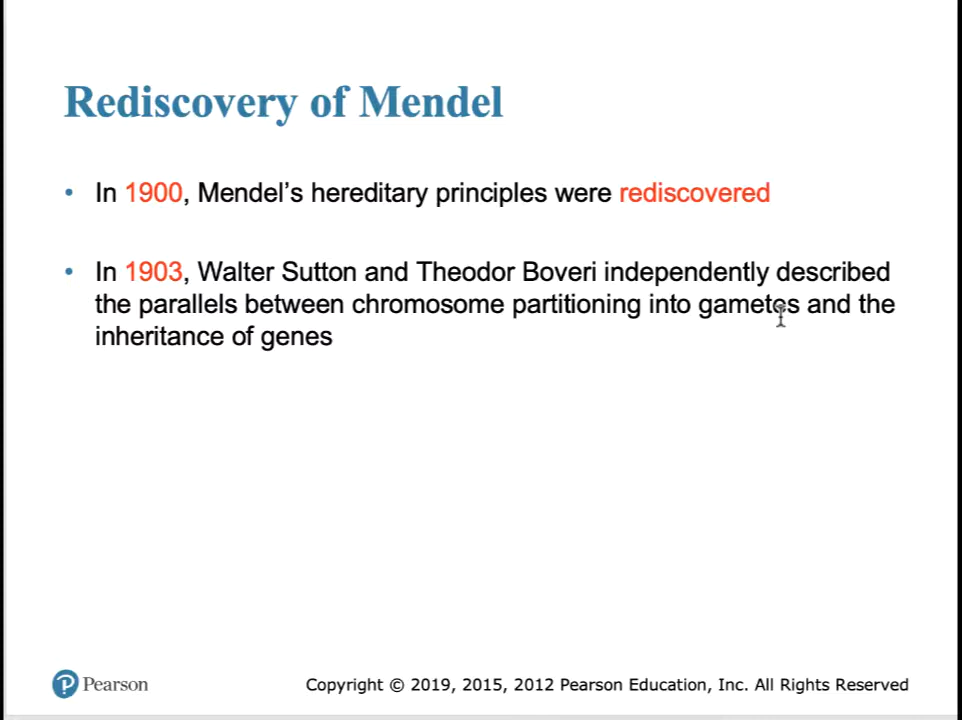 Rediscovery of Mendel
• In 1900, Mendel’s hereditary principles were rediscovered
• In 1903, Walter Sutton and Theodor Boveri independently described
the parallels between chromosome partitioning into gametes and the
inheritance of genes
Pearson
Copyright © 2019, 2015, 2012 Pearson Education, Inc. All Rights Reserved